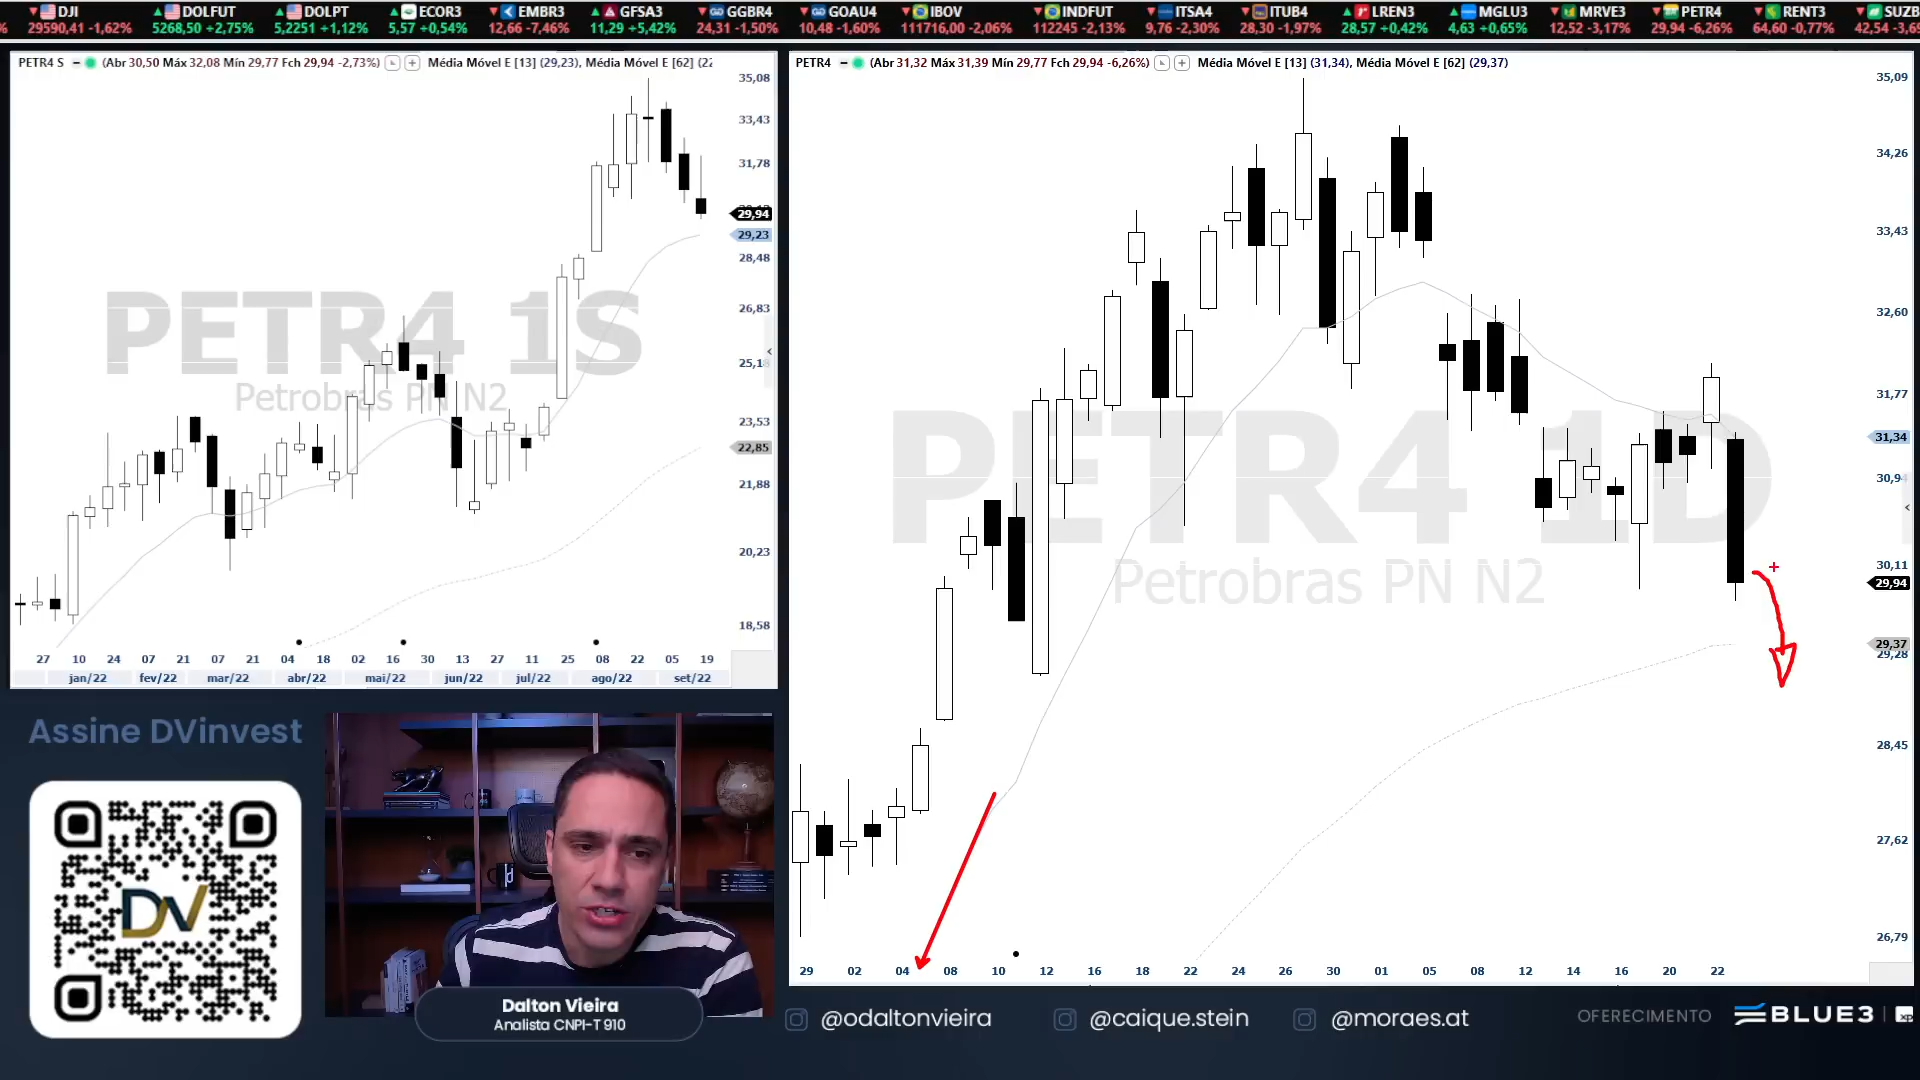 DJI DOLFUT DOLPT ECOR3 EMBR3 GFSA3 GGBR4 GOAU4 IBOV INDFUT ITSA4 ITUB4 LREN3 MGLU3 MRVE3 PETR4 RENT3 SUZB
29590,41 -1,62% 5268,50 +2,75% 5,2251 +1,12% 5,57 +0,54% 12,66 -7,46% 11,29 +5,42% 24,31 -1,50% 10,48 -1,60% 111716,00 -2,06% 112245 -2,13% 9,76 -2,30% 28,30 -1,97% 28,57 +0,42% 4,63 +0,65% 12,52 -3,17% 29,94 -6,26% 64,60 -0,77% 42,54 -3,6
PETR4 S (Abr 30,50 Máx 32,08 Mín 29,77 Fch 29,94 -2,73%) Média Móvel E [13] (29,23), Média Móvel E [62] (22
35,08
33,43
31,78
29,94
29,23
28,48
26,83
25,18
23,53
22,85
21,88
20,23
18,58
PETR4 1S
Petrobras PN N2
27 10 24 07 21 07 21 04 18 02 16 30 13 27 11 25 08 22 05 19
jan/22 fev/22 mar/22 abr/22 mai/22 jun/22 jul/22 ago/22 set/22
PETR4 (Abr 31,32 Máx 31,39 Mín 29,77 Fch 29,94 -6,26%) Média Móvel E [13] (31,34), Média Móvel E [62] (29,37)
35,09
34,26
33,43
32,60
31,77
31,34
30,94
30,11
29,94
29,37
29,28
28,45
27,62
26,79
PETR4 1D
Petrobras PN N2
29 02 04 08 10 12 16 18 22 24 26 30 01 05 08 12 14 16 20 22
Assine DVinvest
DV
Dalton Vieira
Analista CNPI-T 910
@odaltonvieira
@caique.stein
@moraes.at
OFERECIMENTO BLUE3 xp